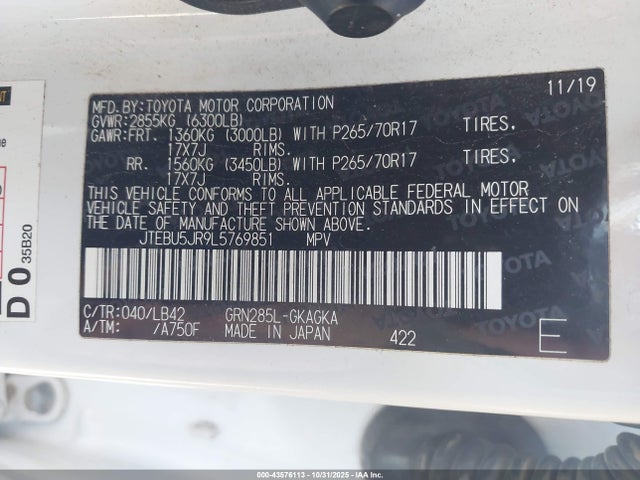 11/19
MFD.BY:TOYOTA MOTOR CORPORATION
GVWR:2855KG (6300LB)
GAWR:FRT. 1360KG (3000LB) WITH P265/70R17 TIRES,
17X7J RIMS.
RR. 1560KG (3450LB) WITH P265/70R17 TIRES,
17X7J RIMS.
THIS VEHICLE CONFORMS TO ALL APPLICABLE FEDERAL MOTOR
VEHICLE SAFETY AND THEFT PREVENTION STANDARDS IN EFFECT ON
THE DATE OF MANUFACTURE SHOWN ABOVE.
JTEBU5JR9L5769851 MPV
C/TR:040/LB42 GRN285L-GKAGKA
A/TM: /A750F MADE IN JAPAN 422 E
D 0 35B20
000-43576113 - 10/31/2025 - IAA Inc.